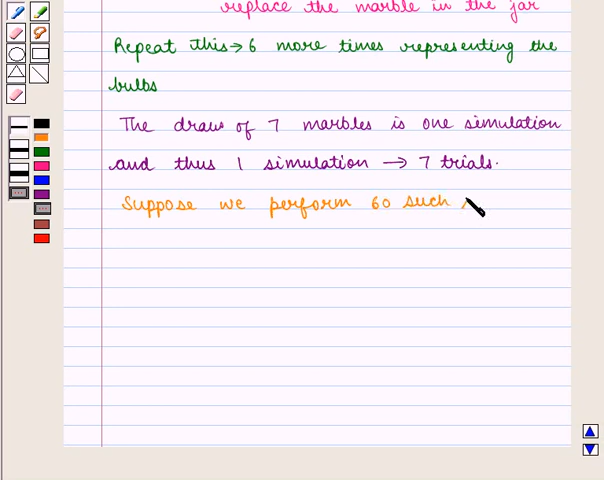 replace the marble in the jar
Repeat this → 6 more times representing the
bulbs
The draw of 7 marbles is one simulation
and thus 1 simulation → 7 trials.
Suppose we perform 60 such